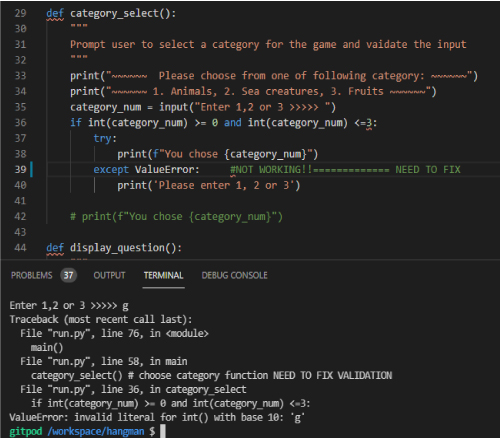 29 def category_select():
30     """
31     Prompt user to select a category for the game and vaidate the input
32     """
33     print("~~~~~~  Please choose from one of following category: ~~~~~~")
34     print("~~~~~~ 1. Animals, 2. Sea creatures, 3. Fruits ~~~~~~")
35     category_num = input("Enter 1,2 or 3 >>>>> ")
36     if int(category_num) >= 0 and int(category_num) <=3:
37         try:
38             print(f"You chose {category_num}")
39         except ValueError:     #NOT WORKING!!============= NEED TO FIX
40             print('Please enter 1, 2 or 3')
41
42     # print(f"You chose {category_num}")
43
44 def display_question():
PROBLEMS 37 OUTPUT TERMINAL DEBUG CONSOLE
Enter 1,2 or 3 >>>>> g
Traceback (most recent call last):
  File "run.py", line 76, in <module>
    main()
  File "run.py", line 58, in main
    category_select() # choose category function NEED TO FIX VALIDATION
  File "run.py", line 36, in category_select
    if int(category_num) >= 0 and int(category_num) <=3:
ValueError: invalid literal for int() with base 10: 'g'
gitpod /workspace/hangman $